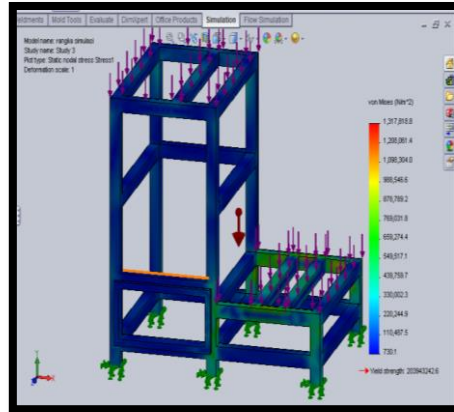 eldments Mold Tools Evaluate DimXpert Office Products Simulation Flow Simulation
Model name: rangka simulasi
Study name: Study 3
Plot type: Static nodal stress Stress1
Deformation scale: 1
von Mises (N/m^2)
1,317,818.8
1,208,061.4
1,098,304.0
988,546.6
878,789.2
769,031.8
659,274.4
549,517.1
439,759.7
330,002.3
220,244.9
110,487.5
730.1
Yield strength: 203943242.6